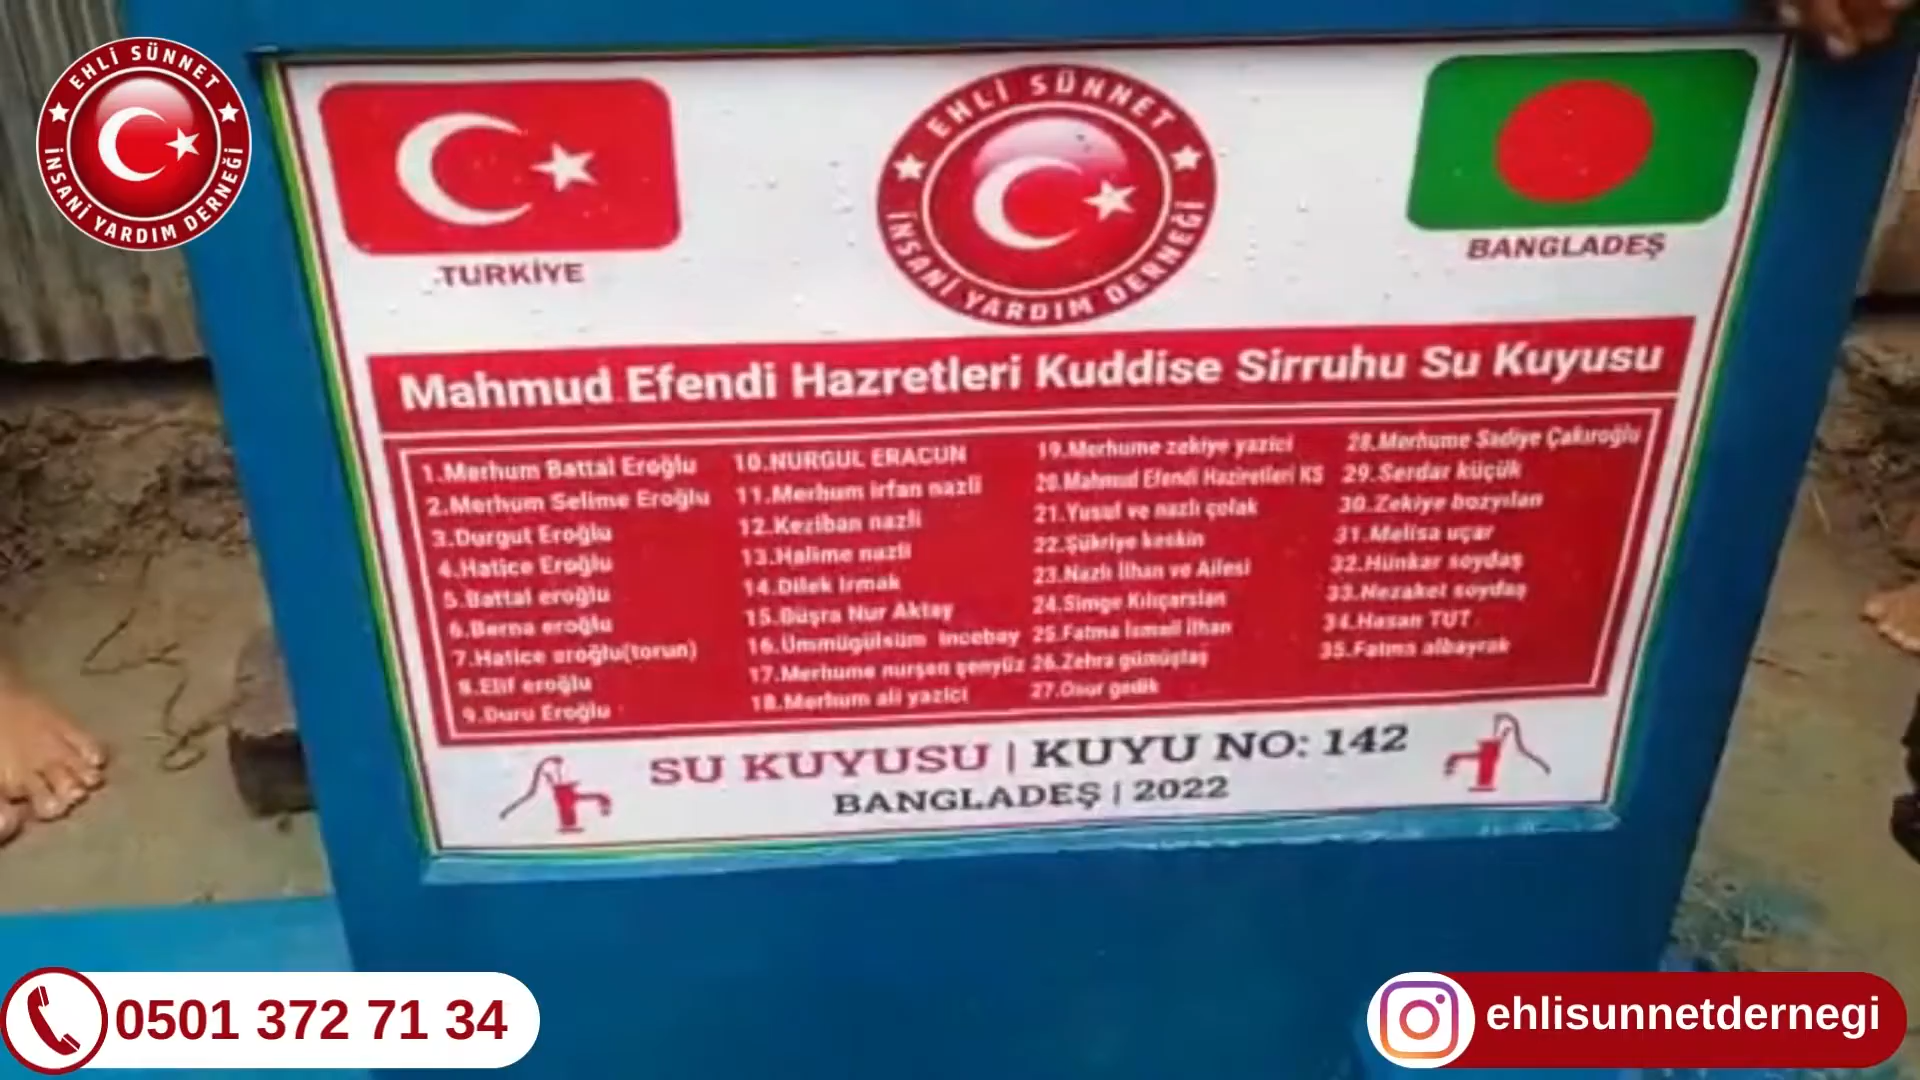 EHLİ SÜNNET
İNSANİ YARDIM DERNEĞİ
EHLİ SÜNNET
İNSANİ YARDIM DERNEĞİ
TURKİYE
BANGLADEŞ
Mahmud Efendi Hazretleri Kuddise Sirruhu Su Kuyusu
1.Merhum Battal Eroğlu
2.Merhum Selime Eroğlu
3.Durgut Eroğlu
4.Hatice Eroğlu
5.Battal eroğlu
6.Berna eroğlu
7.Hatice eroğlu(torun)
8.Elif eroğlu
9.Duru Eroğlu
10.NURGUL ERACUN
11.Merhum irfan nazli
12.Keziban nazli
13.Halime nazli
14.Dilek Irmak
15.Büşra Nur Aktay
16.Ümmügülsüm incebay
17.Merhume nurşen şenyüz
18.Merhum ali yazici
19.Merhume zekiye yazici
20.Mahmud Efendi Haziretleri KS
21.Yusuf ve nazlı çolak
22.Şükriye keskin
23.Nazlı İlhan ve Ailesi
24.Simge Kılıçarslan
25.Fatma İsmail ilhan
26.Zehra gümüştaş
27.Onur gedik
28.Merhume Sadiye Çakıroğlu
29.Serdar küçük
30.Zekiye bozyılan
31.Melisa uçar
32.Hünkar soydaş
33.Nezaket soydaş
34.Hasan TUT
35.Fatma albayrak
SU KUYUSU | KUYU NO: 142
BANGLADEŞ | 2022
0501 372 71 34
ehlisunnetdernegi